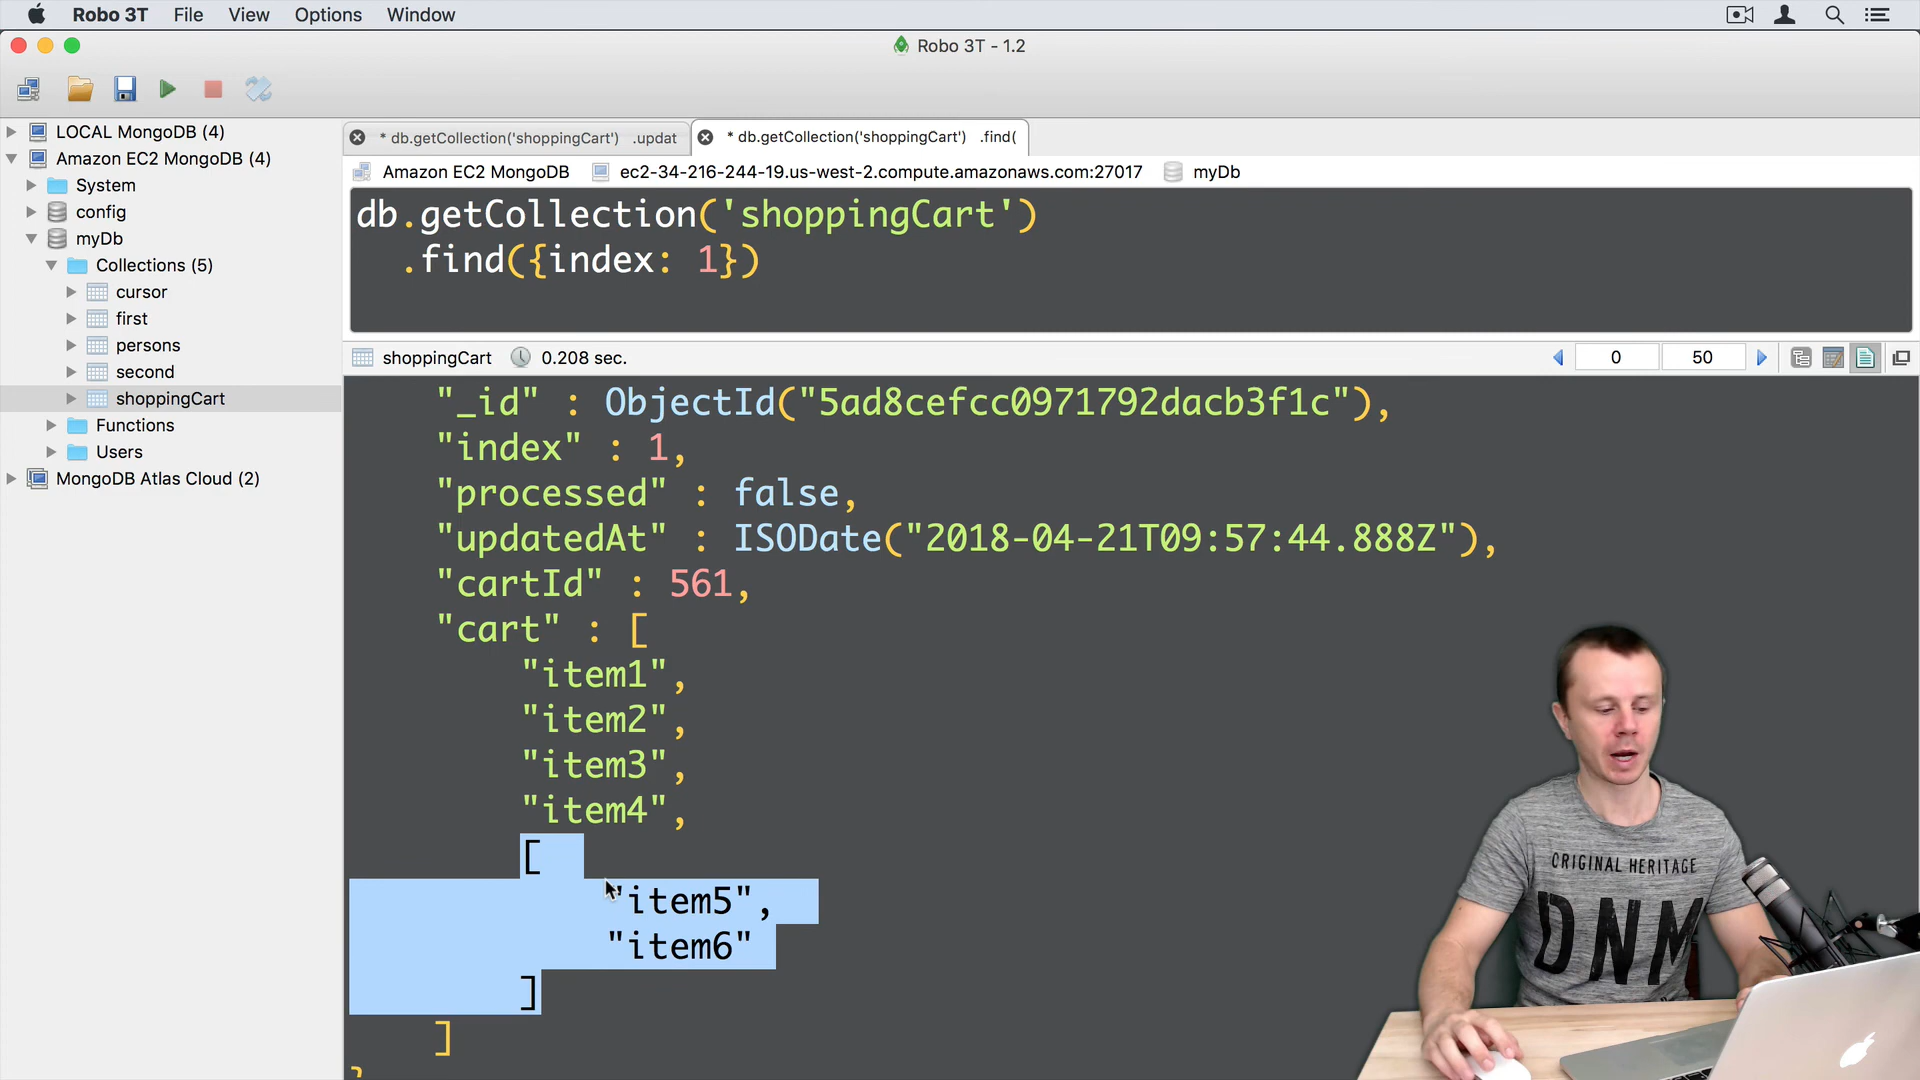 Robo 3T File View Options Window
Robo 3T - 1.2
LOCAL MongoDB (4)
Amazon EC2 MongoDB (4)
System
config
myDb
Collections (5)
cursor
first
persons
second
shoppingCart
Functions
Users
MongoDB Atlas Cloud (2)
* db.getCollection('shoppingCart') .updat
* db.getCollection('shoppingCart') .find(
Amazon EC2 MongoDB ec2-34-216-244-19.us-west-2.compute.amazonaws.com:27017 myDb
db.getCollection('shoppingCart')
.find({index: 1})
shoppingCart 0.208 sec. 0 50
"_id" : ObjectId("5ad8cefcc0971792dacb3f1c"),
"index" : 1,
"processed" : false,
"updatedAt" : ISODate("2018-04-21T09:57:44.888Z"),
"cartId" : 561,
"cart" : [
"item1",
"item2",
"item3",
"item4",
[
"item5",
"item6"
]
]
ORIGINAL HERITAGE
DNM